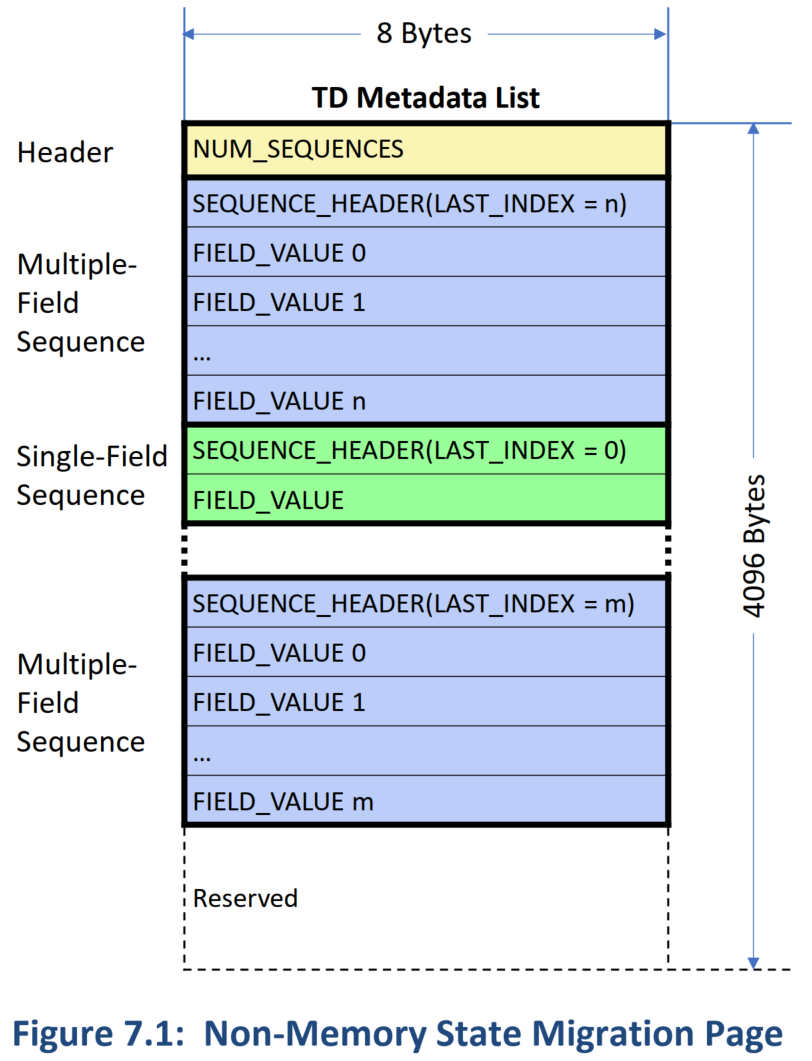 8 Bytes
TD Metadata List
Header
NUM_SEQUENCES
Multiple-
Field
Sequence
SEQUENCE_HEADER(LAST_INDEX = n)
FIELD_VALUE 0
FIELD_VALUE 1
...
FIELD_VALUE n
Single-Field
Sequence
SEQUENCE_HEADER(LAST_INDEX = 0)
FIELD_VALUE
Multiple-
Field
Sequence
SEQUENCE_HEADER(LAST_INDEX = m)
FIELD_VALUE 0
FIELD_VALUE 1
...
FIELD_VALUE m
Reserved
4096 Bytes
Figure 7.1: Non-Memory State Migration Page